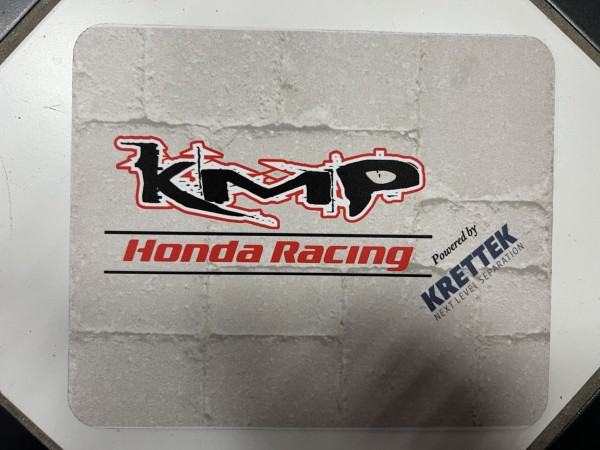 KMP
Honda Racing
Powered by
KRETTEK
NEXT LEVEL SEPARATION